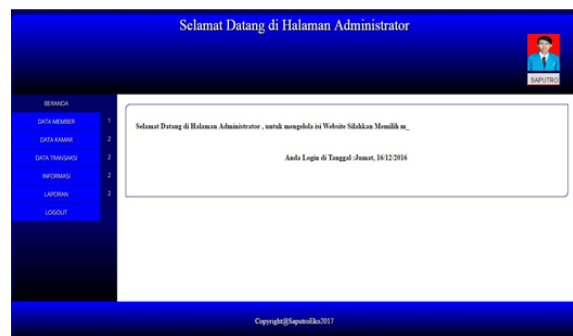 Selamat Datang di Halaman Administrator
SAPUTRO
BERANDA
DATA MEMBER 1
DATA KAMAR 2
DATA TRANSAKSI 2
INFORMASI 2
LAPORAN 2
LOGOUT
Selamat Datang di Halaman Administrator , untuk mengelola isi Website Silahkan Memilih m_
Anda Login di Tanggal :Jumat, 16/12/2016
Copyright@SaputroEko2017